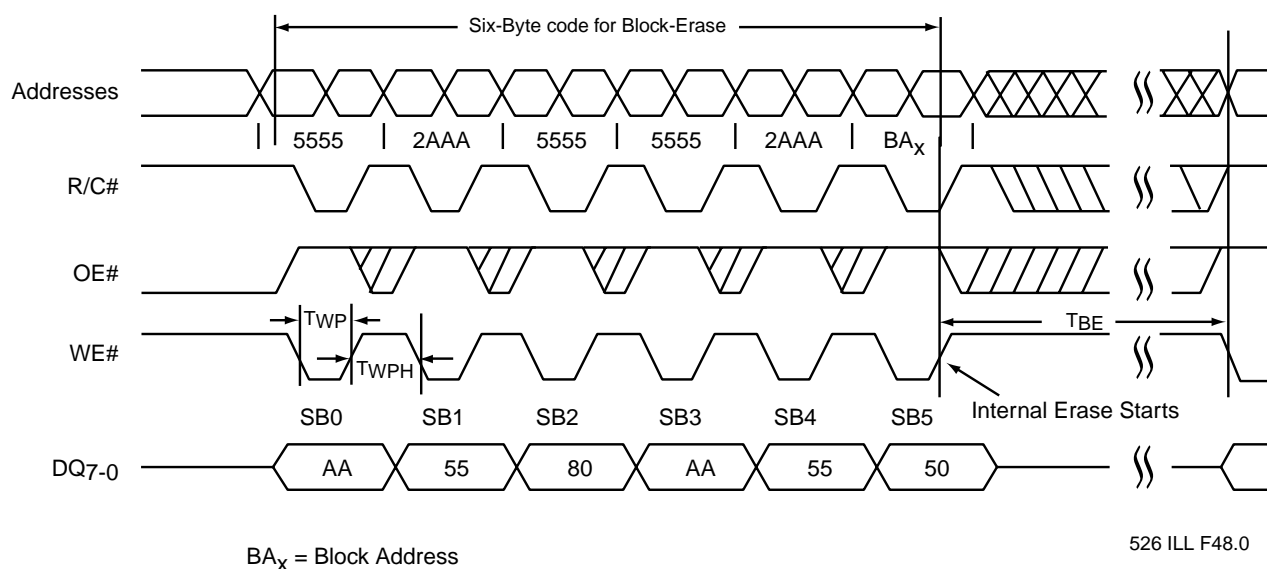 Six-Byte code for Block-Erase
Addresses
5555 2AAA 5555 5555 2AAA BAX
R/C#
OE#
TWP
TBE
WE#
TWPH
Internal Erase Starts
SB0 SB1 SB2 SB3 SB4 SB5
DQ7-0
AA 55 80 AA 55 50
526 ILL F48.0
BAX = Block Address